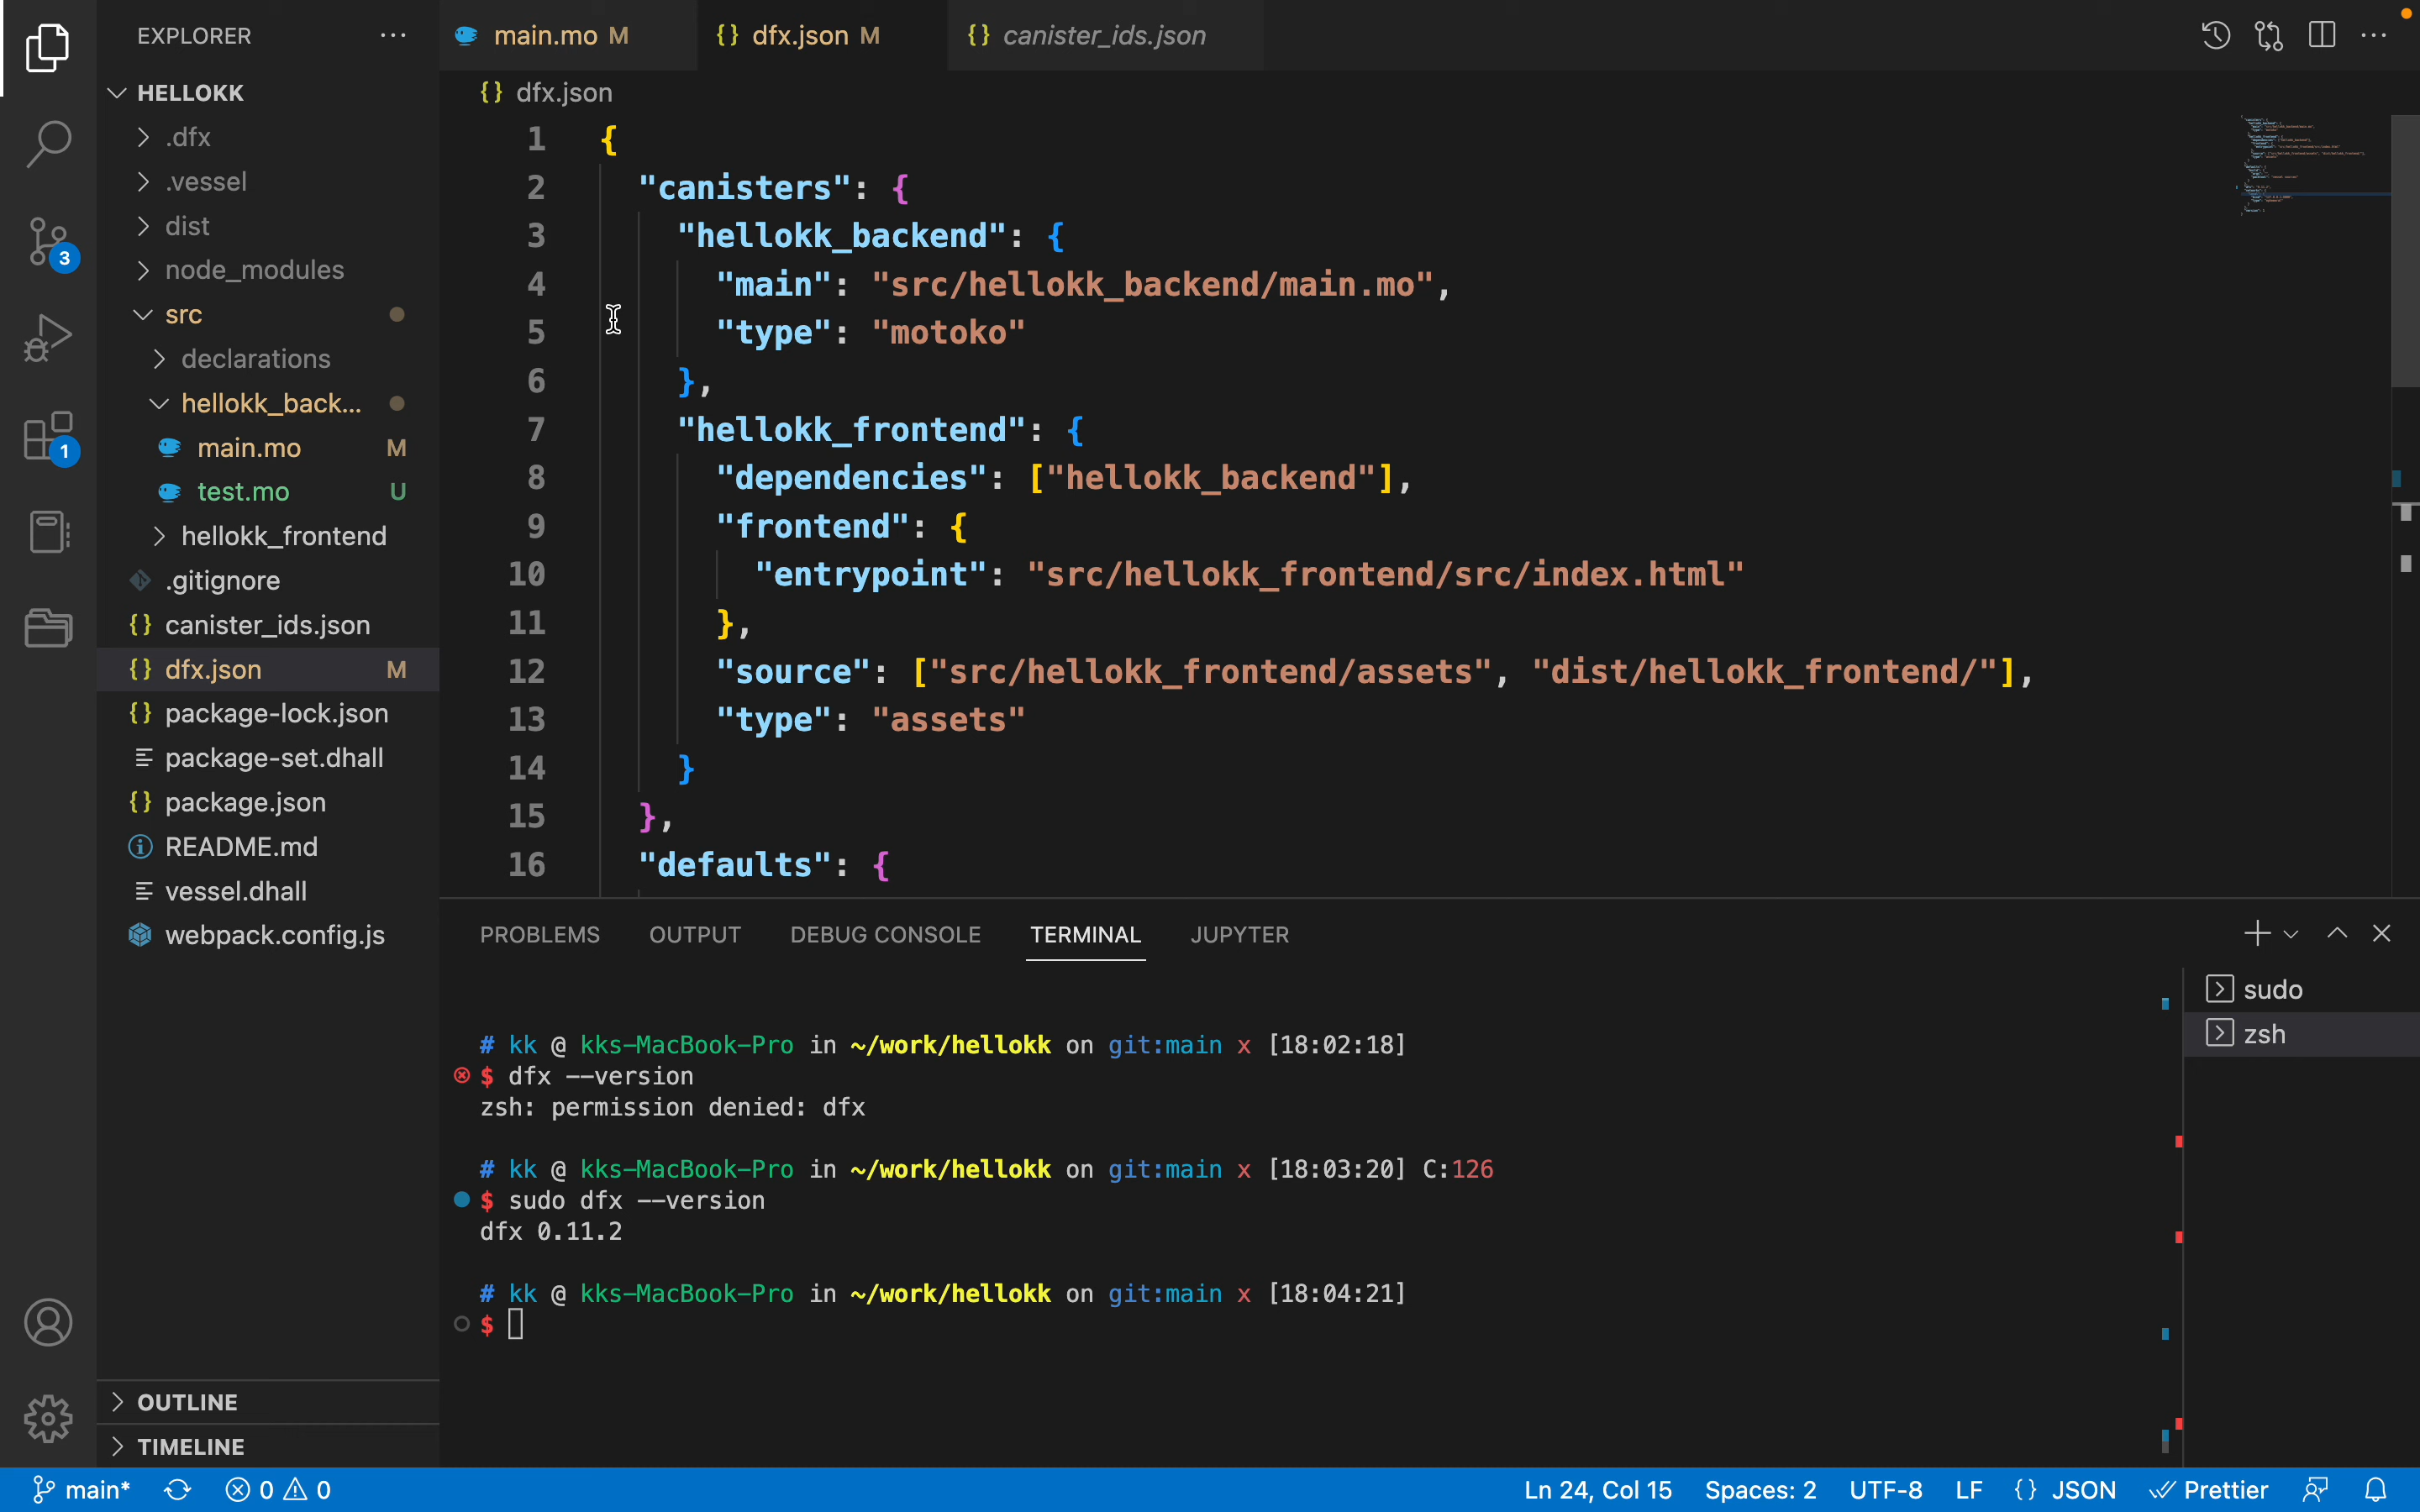 EXPLORER
HELLOKK
.dfx
.vessel
dist
node_modules
src
declarations
hellokk_back...
main.mo M
test.mo U
hellokk_frontend
.gitignore
canister_ids.json
dfx.json M
package-lock.json
package-set.dhall
package.json
README.md
vessel.dhall
webpack.config.js
OUTLINE
TIMELINE
3
1
main.mo M
dfx.json M
canister_ids.json
dfx.json
1 {
2 "canisters": {
3 "hellokk_backend": {
4 "main": "src/hellokk_backend/main.mo",
5 "type": "motoko"
6 },
7 "hellokk_frontend": {
8 "dependencies": ["hellokk_backend"],
9 "frontend": {
10 "entrypoint": "src/hellokk_frontend/src/index.html"
11 },
12 "source": ["src/hellokk_frontend/assets", "dist/hellokk_frontend/"],
13 "type": "assets"
14 }
15 },
16 "defaults": {
PROBLEMS OUTPUT DEBUG CONSOLE TERMINAL JUPYTER
# kk @ kks-MacBook-Pro in ~/work/hellokk on git:main x [18:02:18]
$ dfx --version
zsh: permission denied: dfx
# kk @ kks-MacBook-Pro in ~/work/hellokk on git:main x [18:03:20] C:126
$ sudo dfx --version
dfx 0.11.2
# kk @ kks-MacBook-Pro in ~/work/hellokk on git:main x [18:04:21]
$
sudo
zsh
main* 0 0 Ln 24, Col 15 Spaces: 2 UTF-8 LF {} JSON Prettier